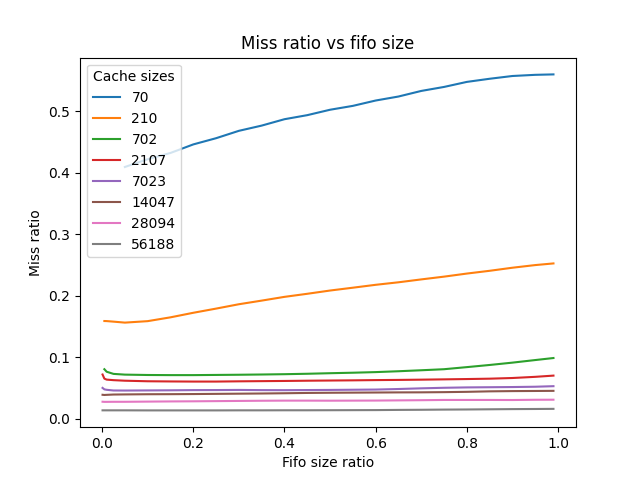 Miss ratio vs fifo size
Cache sizes
70
210
702
2107
7023
14047
28094
56188
Miss ratio
0.5
0.4
0.3
0.2
0.1
0.0
0.0 0.2 0.4 0.6 0.8 1.0
Fifo size ratio